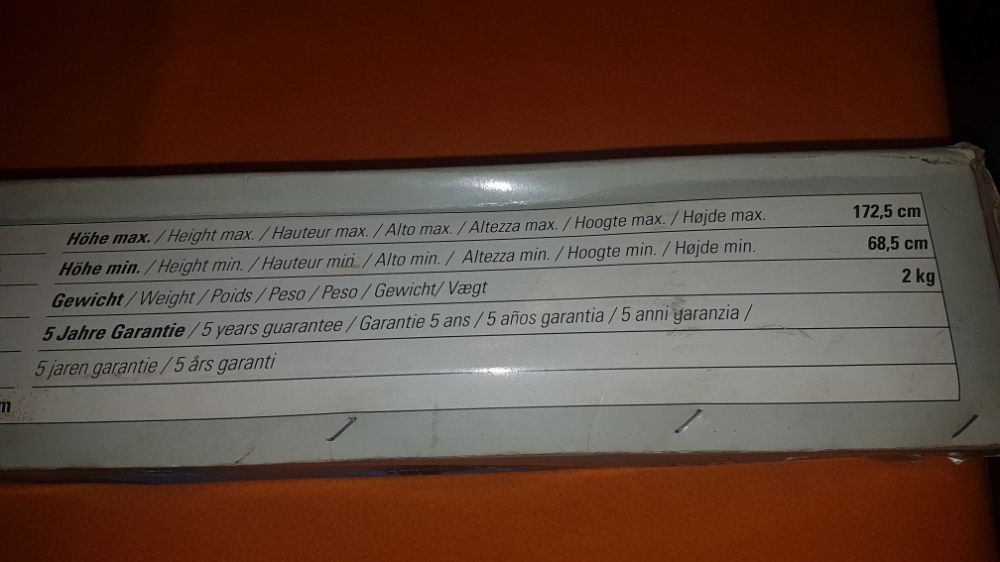 Höhe max. / Height max. / Hauteur max. / Alto max. / Altezza max. / Hoogte max. / Højde max. 172,5 cm
Höhe min. / Height min. / Hauteur min. / Alto min. / Altezza min. / Hoogte min. / Højde min. 68,5 cm
Gewicht / Weight / Poids / Peso / Peso / Gewicht/ Vægt 2 kg
5 Jahre Garantie / 5 years guarantee / Garantie 5 ans / 5 años garantia / 5 anni garanzia /
5 jaren garantie / 5 års garanti
m